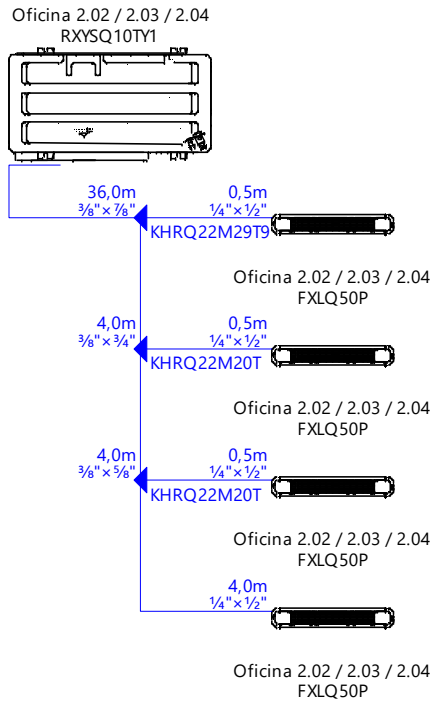 Oficina 2.02 / 2.03 / 2.04
RXYSQ10TY1
36,0m
⅜"×⅞"
0,5m
¼"×½"
KHRQ22M29T9
Oficina 2.02 / 2.03 / 2.04
FXLQ50P
4,0m
⅜"×¾"
0,5m
¼"×½"
KHRQ22M20T
Oficina 2.02 / 2.03 / 2.04
FXLQ50P
4,0m
⅜"×⅝"
0,5m
¼"×½"
KHRQ22M20T
Oficina 2.02 / 2.03 / 2.04
FXLQ50P
4,0m
¼"×½"
Oficina 2.02 / 2.03 / 2.04
FXLQ50P